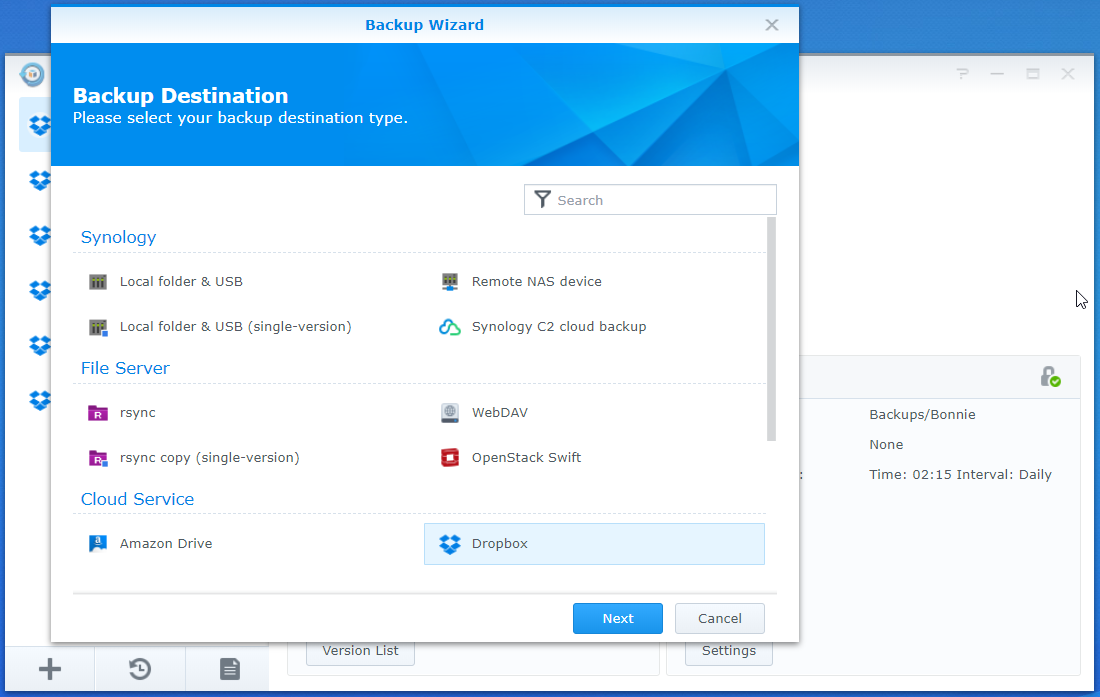 Backup Wizard
Backup Destination
Please select your backup destination type.
Search
Synology
Local folder & USB
Remote NAS device
Local folder & USB (single-version)
Synology C2 cloud backup
File Server
rsync
WebDAV
rsync copy (single-version)
OpenStack Swift
Cloud Service
Amazon Drive
Dropbox
Next
Cancel
Backups/Bonnie
None
: Time: 02:15 Interval: Daily
Version List
Settings